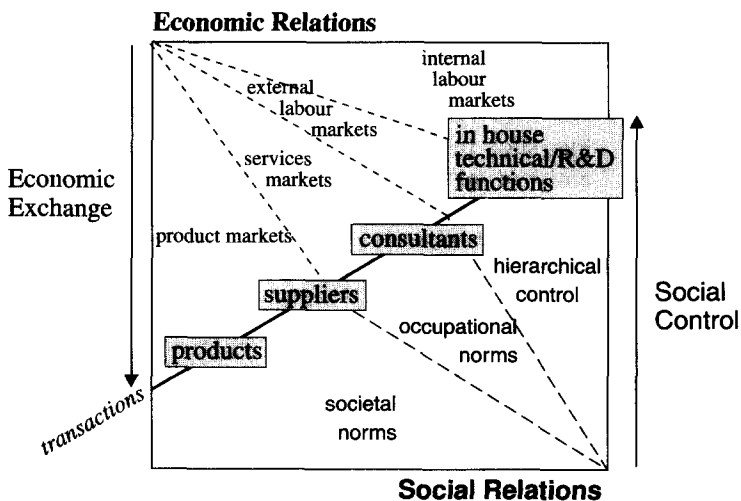 Economic Relations
internal
labour
markets
external
labour
markets
in house
technical/R&D
functions
services
markets
Economic
Exchange
product markets
consultants
hierarchical
control
suppliers
Social
Control
occupational
norms
products
transactions
societal
norms
Social Relations